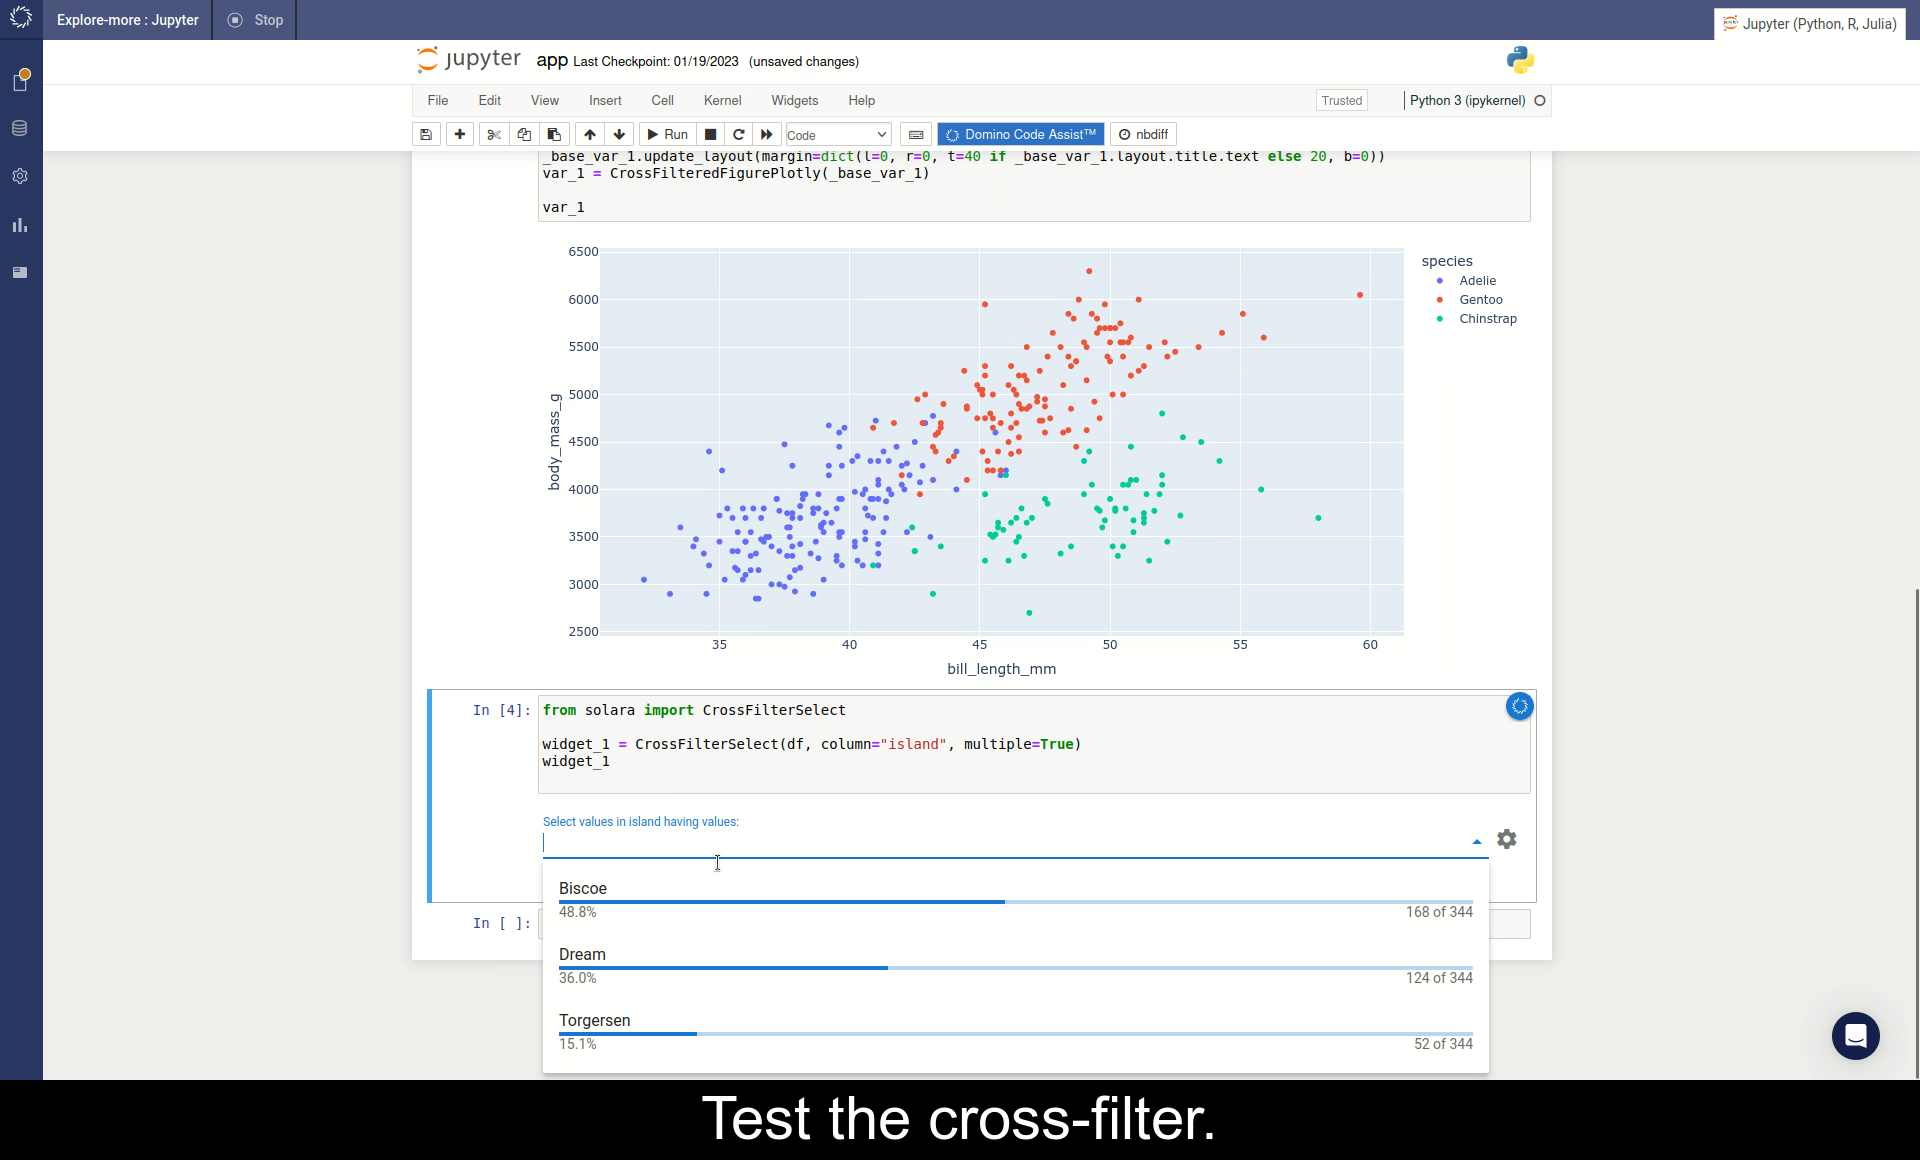 Explore-more : Jupyter
Stop
Jupyter (Python, R, Julia)
jupyter app Last Checkpoint: 01/19/2023 (unsaved changes)
File Edit View Insert Cell Kernel Widgets Help
Trusted
Python 3 (ipykernel)
Run
Code
Domino Code Assist™
nbdiff
_base_var_1.update_layout(margin=dict(l=0, r=0, t=40 if _base_var_1.layout.title.text else 20, b=0))
var_1 = CrossFilteredFigurePlotly(_base_var_1)
var_1
6500
6000
5500
5000
4500
4000
3500
3000
2500
body_mass_g
35 40 45 50 55 60
bill_length_mm
species
Adelie
Gentoo
Chinstrap
In [4]:
from solara import CrossFilterSelect
widget_1 = CrossFilterSelect(df, column="island", multiple=True)
widget_1
Select values in island having values:
Biscoe
48.8% 168 of 344
Dream
36.0% 124 of 344
Torgersen
15.1% 52 of 344
In [ ]:
Test the cross-filter.